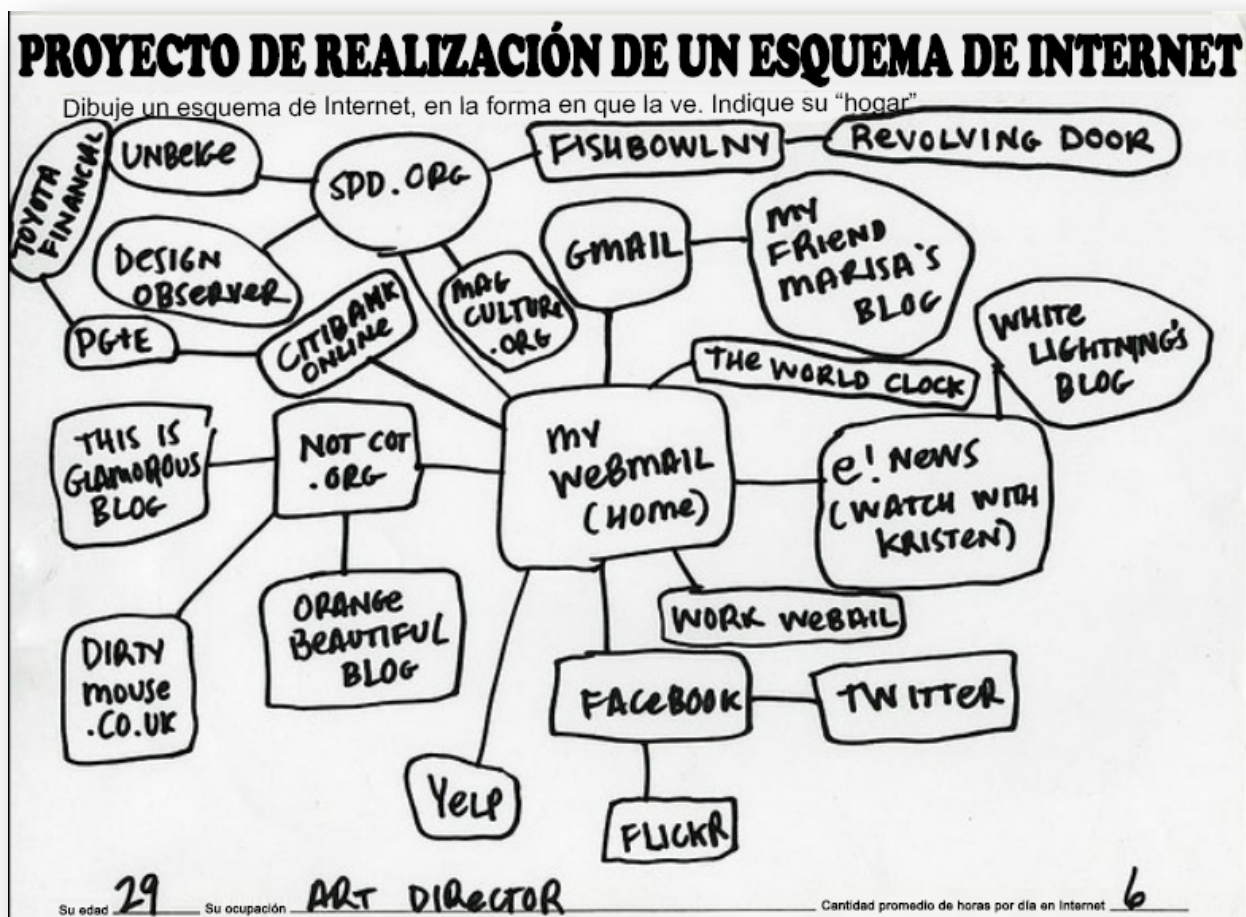 PROYECTO DE REALIZACIÓN DE UN ESQUEMA DE INTERNET
Dibuje un esquema de Internet, en la forma en que la ve. Indique su “hogar”
TOYOTA
FINANCIAL
UNBEIGE
SPD.ORG
FISHBOWLNY
REVOLVING DOOR
DESIGN
OBSERVER
MAG
CULTURE
.ORG
GMAIL
MY
FRIEND
MARISA'S
BLOG
PG+E
CITIBANK
ONLINE
THE WORLD CLOCK
WHITE
LIGHTNING'S
BLOG
THIS IS
GLAMOROUS
BLOG
NOT COT
.ORG
MY
WEBMAIL
(HOME)
e! NEWS
(WATCH WITH
KRISTEN)
DIRTY
MOUSE
.CO.UK
ORANGE
BEAUTIFUL
BLOG
WORK WEBAIL
FACEBOOK
TWITTER
YELP
FLICKR
Su edad 29 Su ocupación ART DIRECTOR Cantidad promedio de horas por día en Internet 6